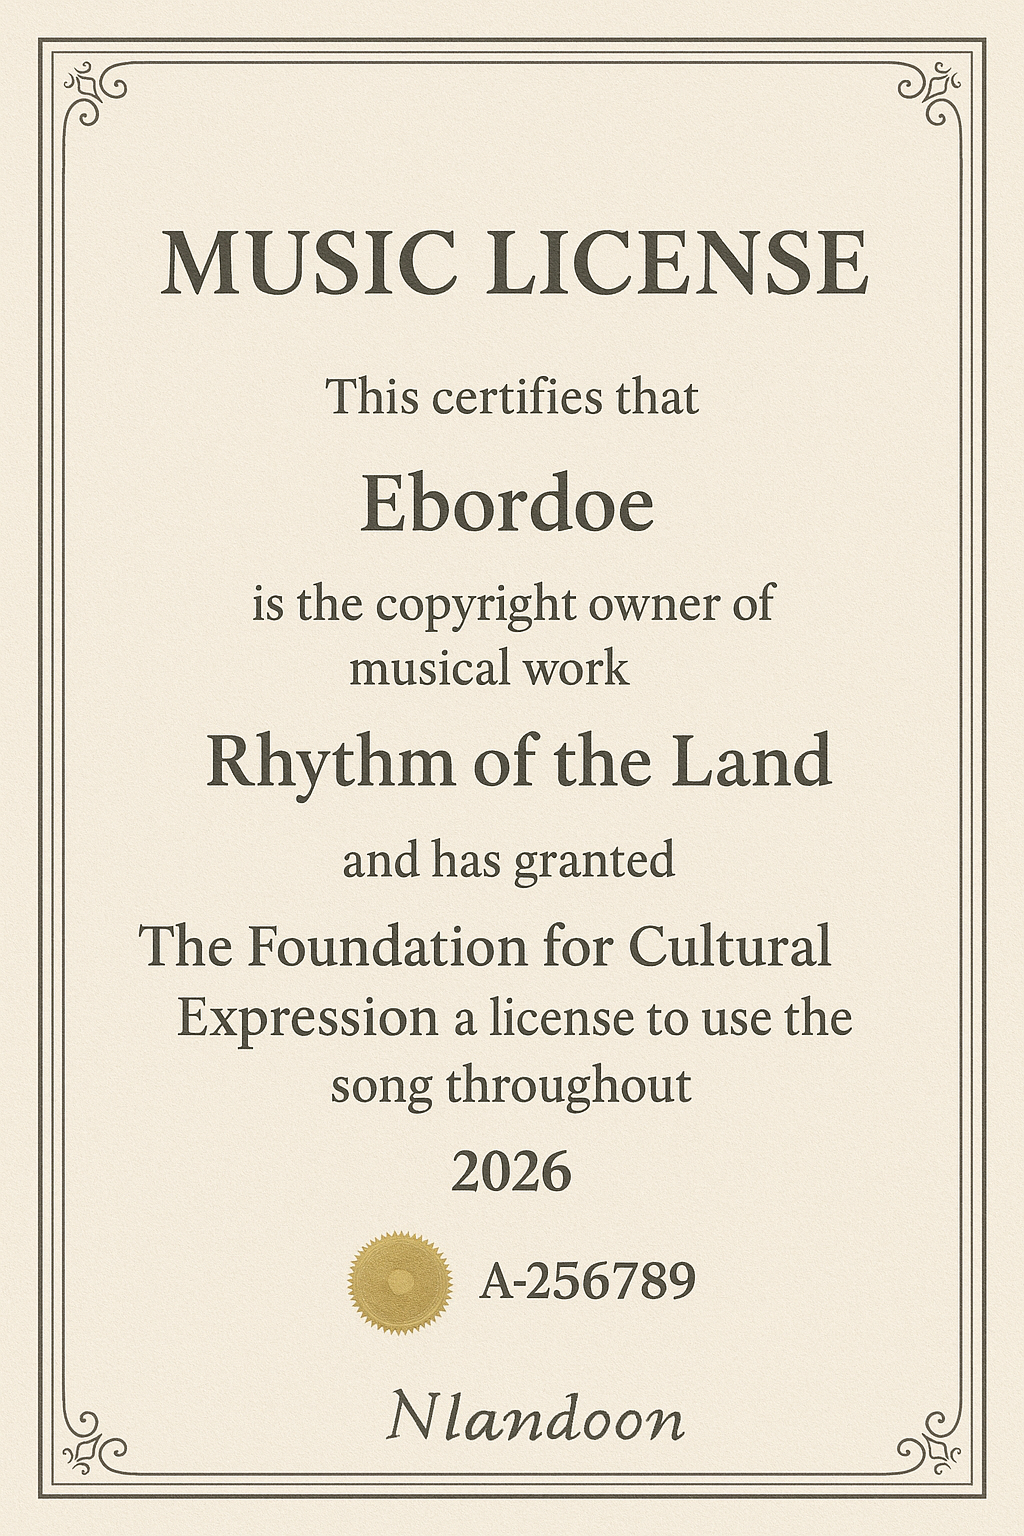 MUSIC LICENSE
This certifies that
Ebordoe
is the copyright owner of
musical work
Rhythm of the Land
and has granted
The Foundation for Cultural
Expression a license to use the
song throughout
2026
A-256789
Nlandoon